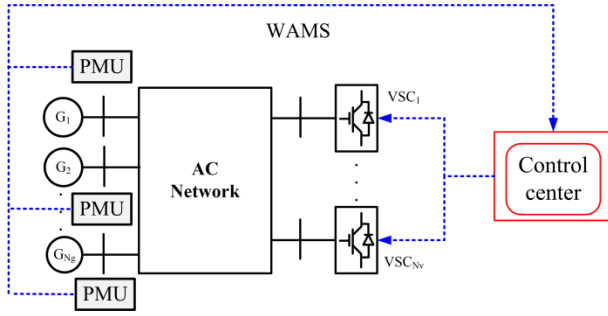 WAMS
PMU
G1
G2
PMU
GNg
PMU
AC
Network
VSC1
VSCNv
Control
center